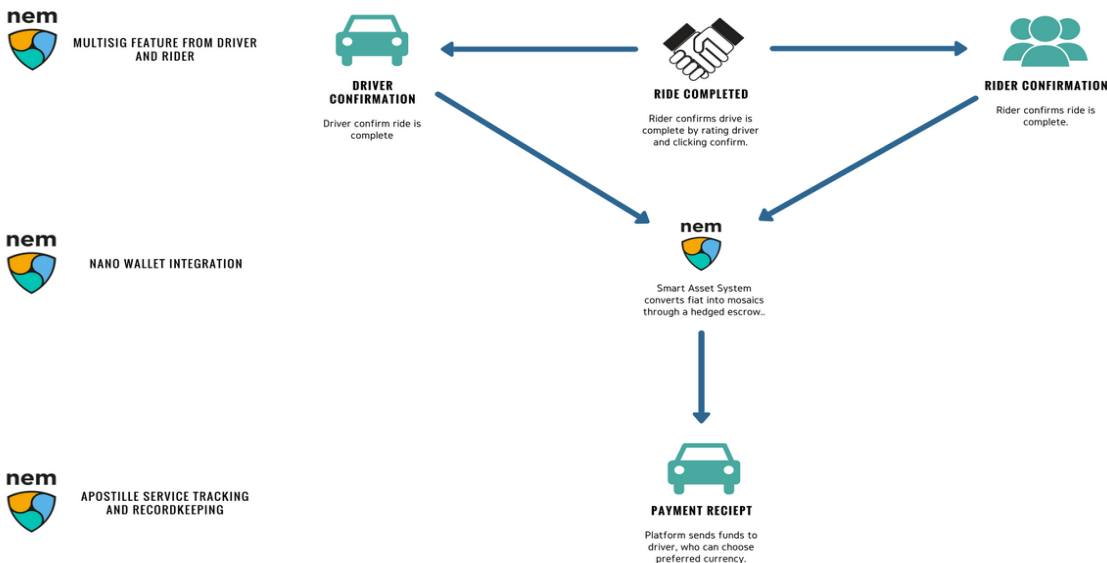 nem
MULTISIG FEATURE FROM DRIVER
AND RIDER
DRIVER
CONFIRMATION
Driver confirm ride is
complete
RIDE COMPLETED
Rider confirms drive is
complete by rating driver
and clicking confirm.
RIDER CONFIRMATION
Rider confirms ride is
complete.
nem
NANO WALLET INTEGRATION
nem
Smart Asset System
converts fiat into mosaics
through a hedged escrow..
nem
APOSTILLE SERVICE TRACKING
AND RECORDKEEPING
PAYMENT RECIEPT
Platform sends funds to
driver, who can choose
preferred currency.